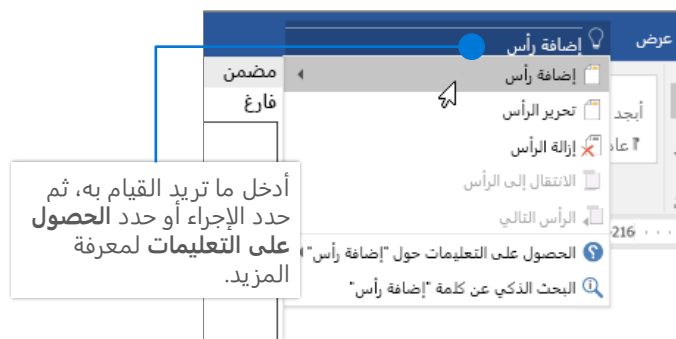 عرض
إضافة رأس
إضافة رأس
تحرير الرأس
إزالة الرأس
الانتقال إلى الرأس
الرأس التالي
الحصول على التعليمات حول "إضافة رأس"
البحث الذكي عن كلمة "إضافة رأس"
مضمن
فارغ
أبجد
¶ عاد
216
أدخل ما تريد القيام به، ثم
حدد الإجراء أو حدد الحصول
على التعليمات لمعرفة
المزيد.